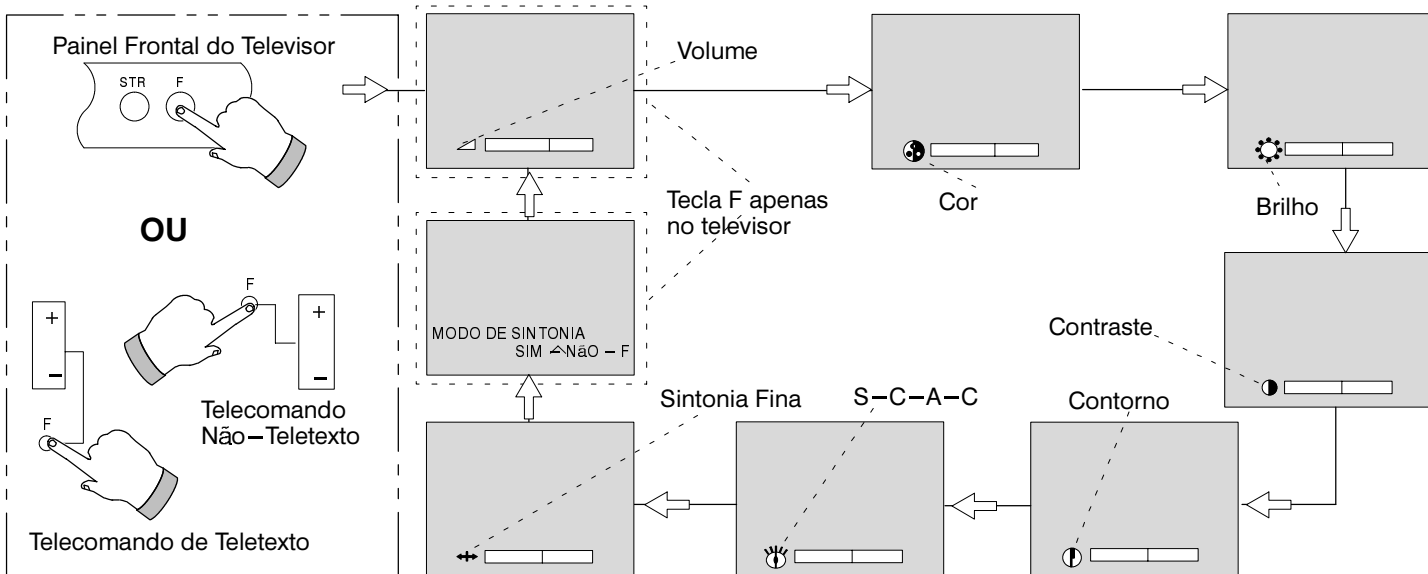 Painel Frontal do Televisor
STR F
OU
F
+
−
+
−
F
Telecomando
Não−Teletexto
Telecomando de Teletexto
Volume
Cor
Brilho
Tecla F apenas
no televisor
MODO DE SINTONIA
SIM NãO − F
Contraste
Sintonia Fina
S−C−A−C
Contorno